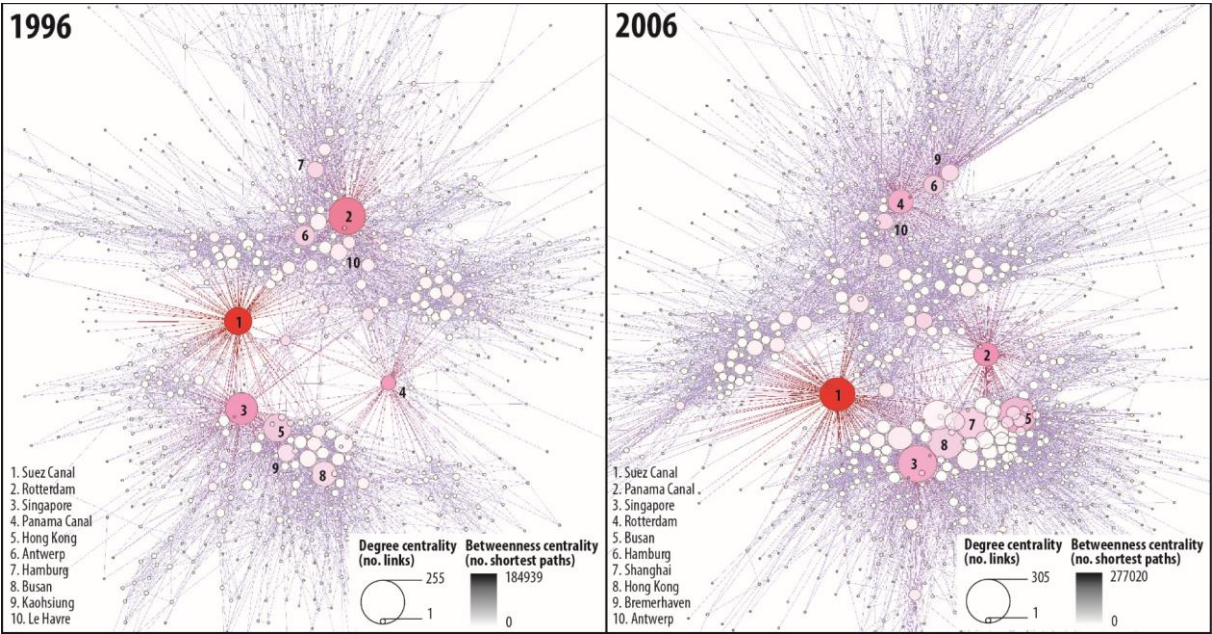 1996
7
2
6
10
1
4
3
5
9
8
1. Suez Canal
2. Rotterdam
3. Singapore
4. Panama Canal
5. Hong Kong
6. Antwerp
7. Hamburg
8. Busan
9. Kaohsiung
10. Le Havre
Degree centrality
(no. links)
255
1
Betweenness centrality
(no. shortest paths)
184939
0
2006
9
6
4
10
2
1
5
7
8
3
1. Suez Canal
2. Panama Canal
3. Singapore
4. Rotterdam
5. Busan
6. Hamburg
7. Shanghai
8. Hong Kong
9. Bremerhaven
10. Antwerp
Degree centrality
(no. links)
305
1
Betweenness centrality
(no. shortest paths)
277020
0